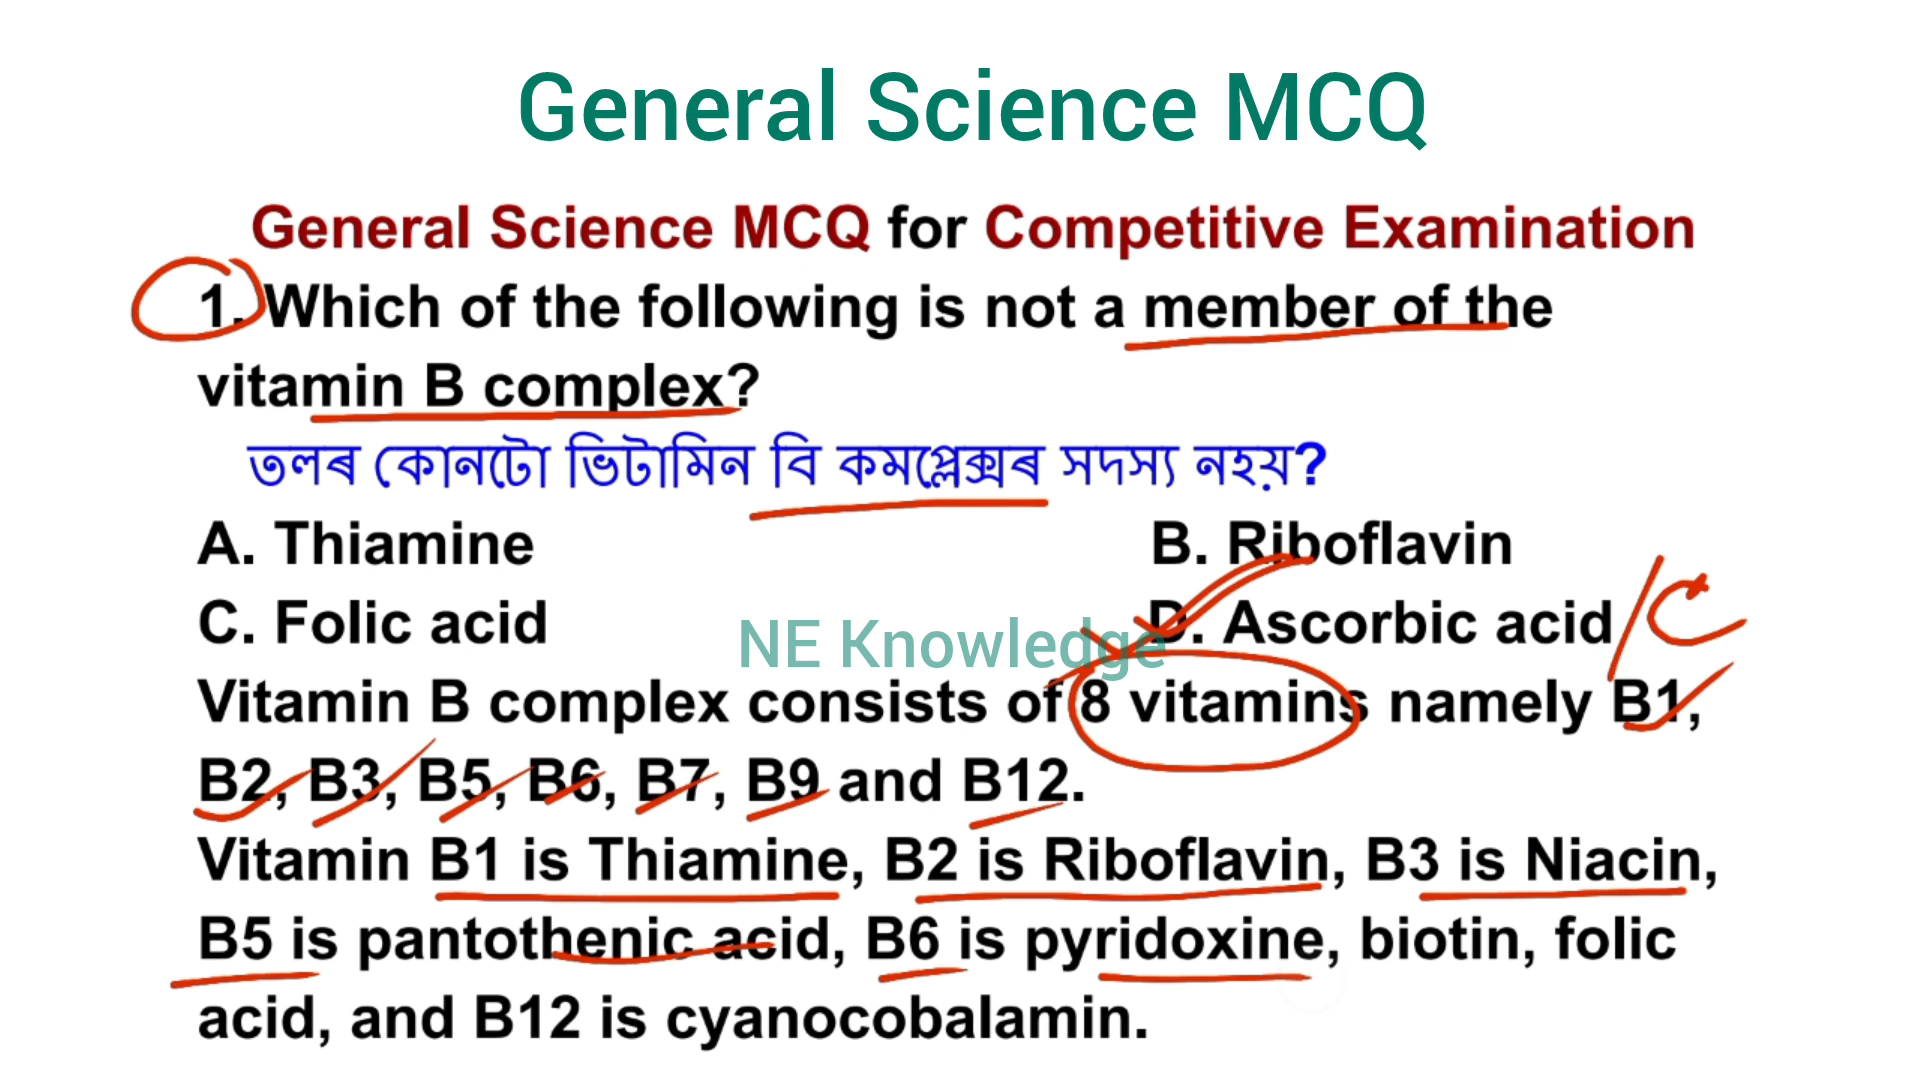 General Science MCQ
General Science MCQ for Competitive Examination
1. Which of the following is not a member of the
vitamin B complex?
তলৰ কোনটো ভিটামিন বি কমপ্লেক্সৰ সদস্য নহয়?
A. Thiamine B. Riboflavin
C. Folic acid D. Ascorbic acid / C
NE Knowledge
Vitamin B complex consists of 8 vitamins namely B1,
B2, B3, B5, B6, B7, B9 and B12.
Vitamin B1 is Thiamine, B2 is Riboflavin, B3 is Niacin,
B5 is pantothenic acid, B6 is pyridoxine, biotin, folic
acid, and B12 is cyanocobalamin.